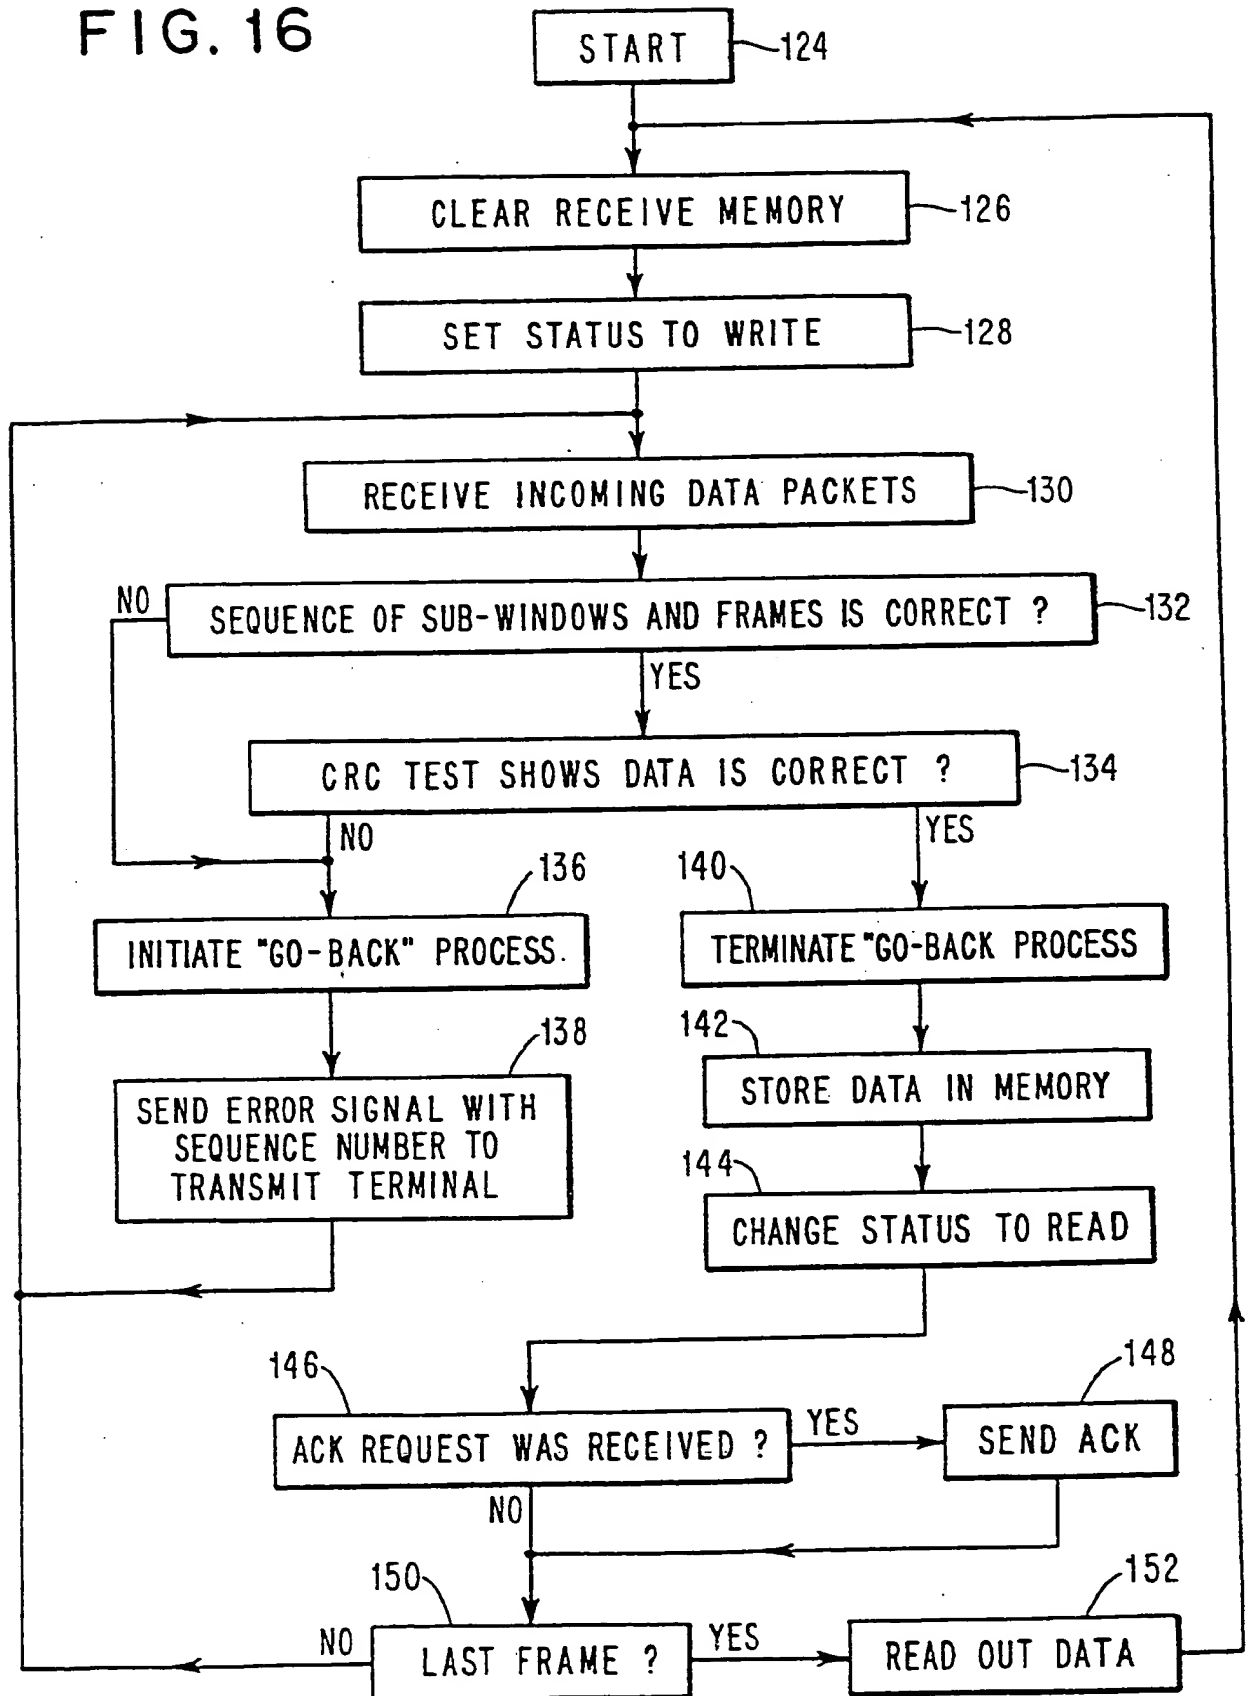 FIG. 16
START
124
CLEAR RECEIVE MEMORY
126
SET STATUS TO WRITE
128
RECEIVE INCOMING DATA PACKETS
130
NO
SEQUENCE OF SUB-WINDOWS AND FRAMES IS CORRECT ?
132
YES
CRC TEST SHOWS DATA IS CORRECT ?
134
NO
YES
136
140
INITIATE "GO-BACK" PROCESS.
TERMINATE "GO-BACK PROCESS
138
142
SEND ERROR SIGNAL WITH
SEQUENCE NUMBER TO
TRANSMIT TERMINAL
STORE DATA IN MEMORY
144
CHANGE STATUS TO READ
146
148
ACK REQUEST WAS RECEIVED ?
YES
SEND ACK
NO
150
152
NO
LAST FRAME ?
YES
READ OUT DATA